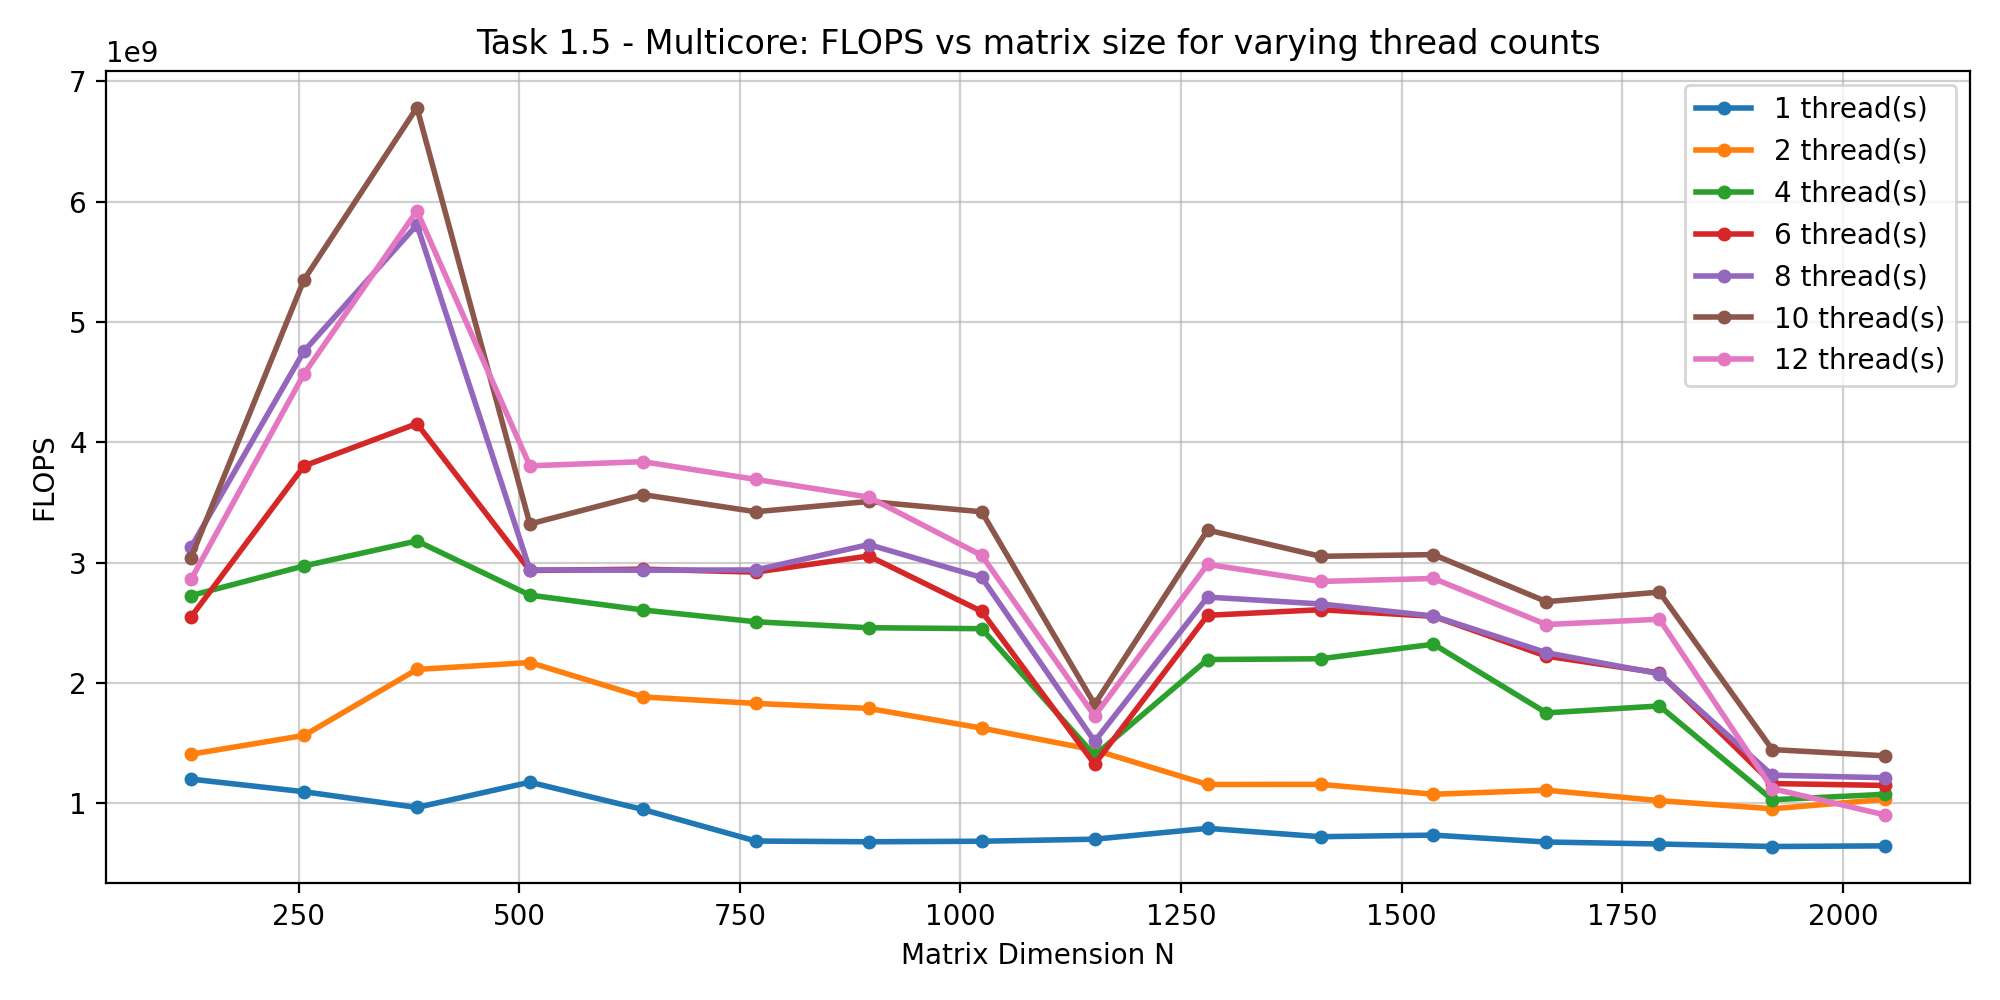 Task 1.5 - Multicore: FLOPS vs matrix size for varying thread counts
1e9
7
6
5
4
3
2
1
FLOPS
1 thread(s)
2 thread(s)
4 thread(s)
6 thread(s)
8 thread(s)
10 thread(s)
12 thread(s)
250 500 750 1000 1250 1500 1750 2000
Matrix Dimension N